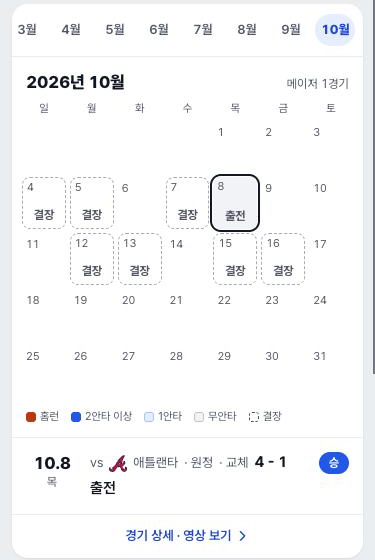 3월 4월 5월 6월 7월 8월 9월 10월
2026년 10월 메이저 1경기
일 월 화 수 목 금 토
1 2 3
4 5 6 7 8 9 10
결장 결장 결장 출전
11 12 13 14 15 16 17
결장 결장 결장 결장
18 19 20 21 22 23 24
25 26 27 28 29 30 31
홈런 2안타 이상 1안타 무안타 결장
10.8 vs A 애틀랜타 · 원정 · 교체 4 - 1 승
목 출전
경기 상세 · 영상 보기 >